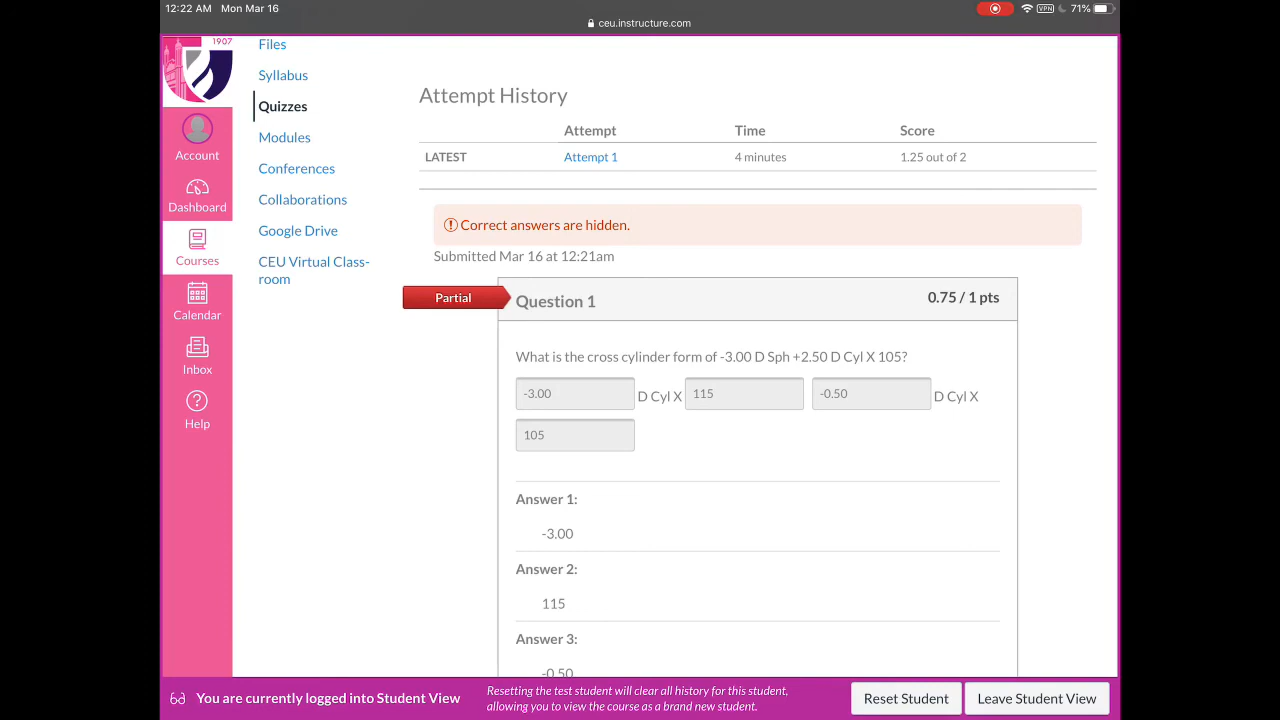 12:22 AM Mon Mar 16
VPN 71%
ceu.instructure.com
1907
Account
Dashboard
Courses
Calendar
Inbox
Help
Files
Syllabus
Quizzes
Modules
Conferences
Collaborations
Google Drive
CEU Virtual Class-
room
Attempt History
Attempt Time Score
LATEST Attempt 1 4 minutes 1.25 out of 2
Correct answers are hidden.
Submitted Mar 16 at 12:21am
Partial Question 1 0.75 / 1 pts
What is the cross cylinder form of -3.00 D Sph +2.50 D Cyl X 105?
-3.00 D Cyl X 115 -0.50 D Cyl X
105
Answer 1:
-3.00
Answer 2:
115
Answer 3:
-0.50
You are currently logged into Student View
Resetting the test student will clear all history for this student,
allowing you to view the course as a brand new student.
Reset Student
Leave Student View